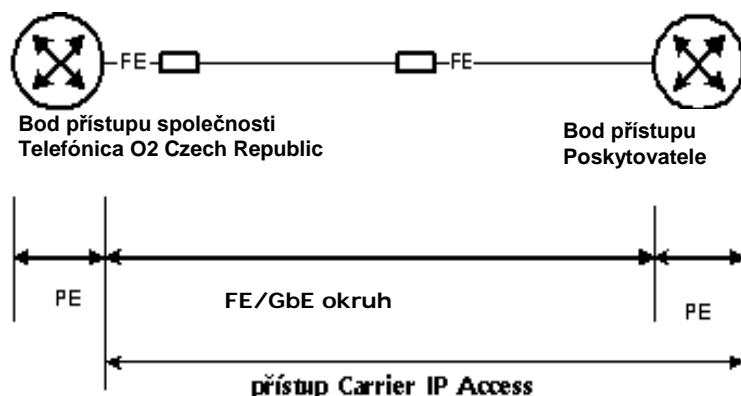 FE
FE
Bod přístupu společnosti
Telefónica O2 Czech Republic
Bod přístupu
Poskytovatele
PE
FE/GbE okruh
PE
přístup Carrier IP Access